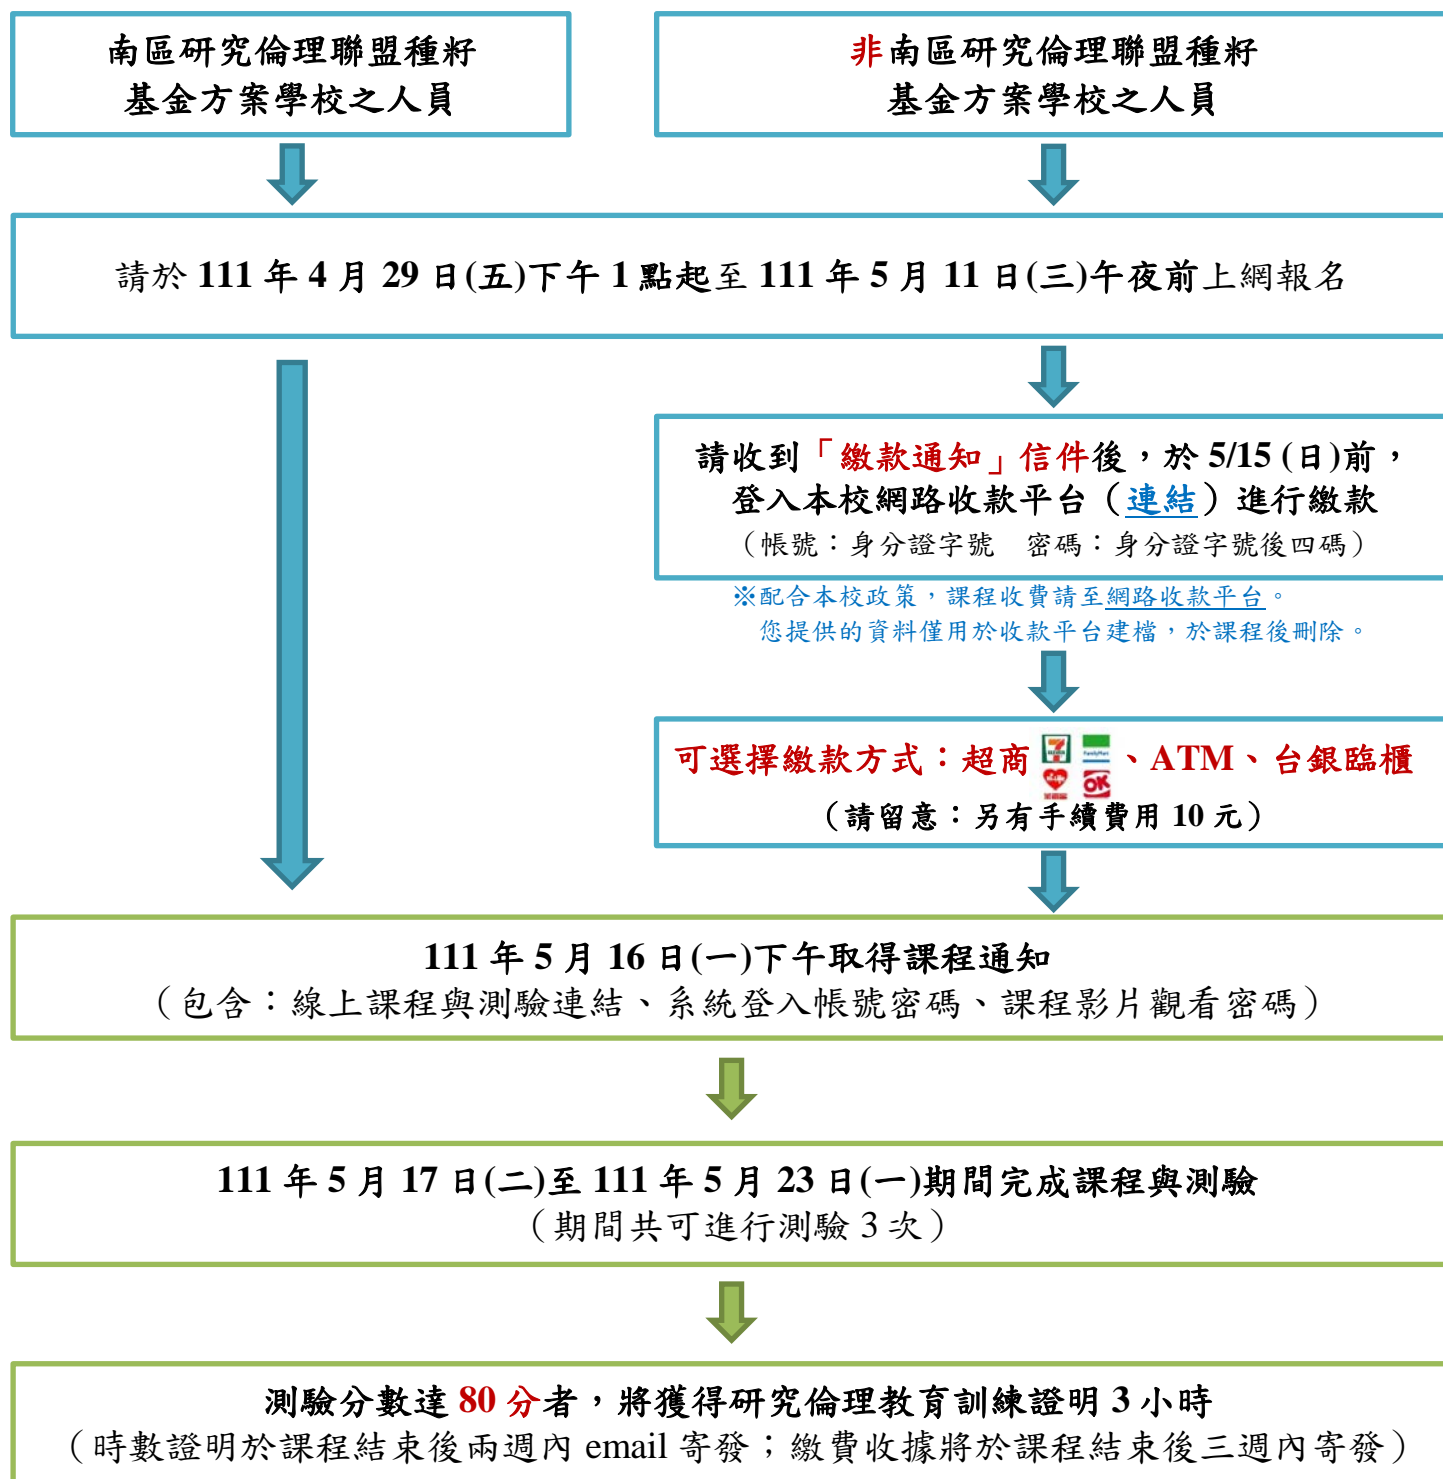 南區研究倫理聯盟種籽
基金方案學校之人員
非南區研究倫理聯盟種籽
基金方案學校之人員
請於 111 年 4 月 29 日(五)下午 1 點起至 111 年 5 月 11 日(三)午夜前上網報名
請收到「繳款通知」信件後，於 5/15 (日)前，
登入本校網路收款平台（連結）進行繳款
（帳號：身分證字號　密碼：身分證字號後四碼）
※配合本校政策，課程收費請至網路收款平台。
您提供的資料僅用於收款平台建檔，於課程後刪除。
可選擇繳款方式：超商 7 FamilyMart OK 、ATM、台銀臨櫃
（請留意：另有手續費用 10 元）
111 年 5 月 16 日(一)下午取得課程通知
（包含：線上課程與測驗連結、系統登入帳號密碼、課程影片觀看密碼）
111 年 5 月 17 日(二)至 111 年 5 月 23 日(一)期間完成課程與測驗
（期間共可進行測驗 3 次）
測驗分數達 80 分者，將獲得研究倫理教育訓練證明 3 小時
（時數證明於課程結束後兩週內 email 寄發；繳費收據將於課程結束後三週內寄發）